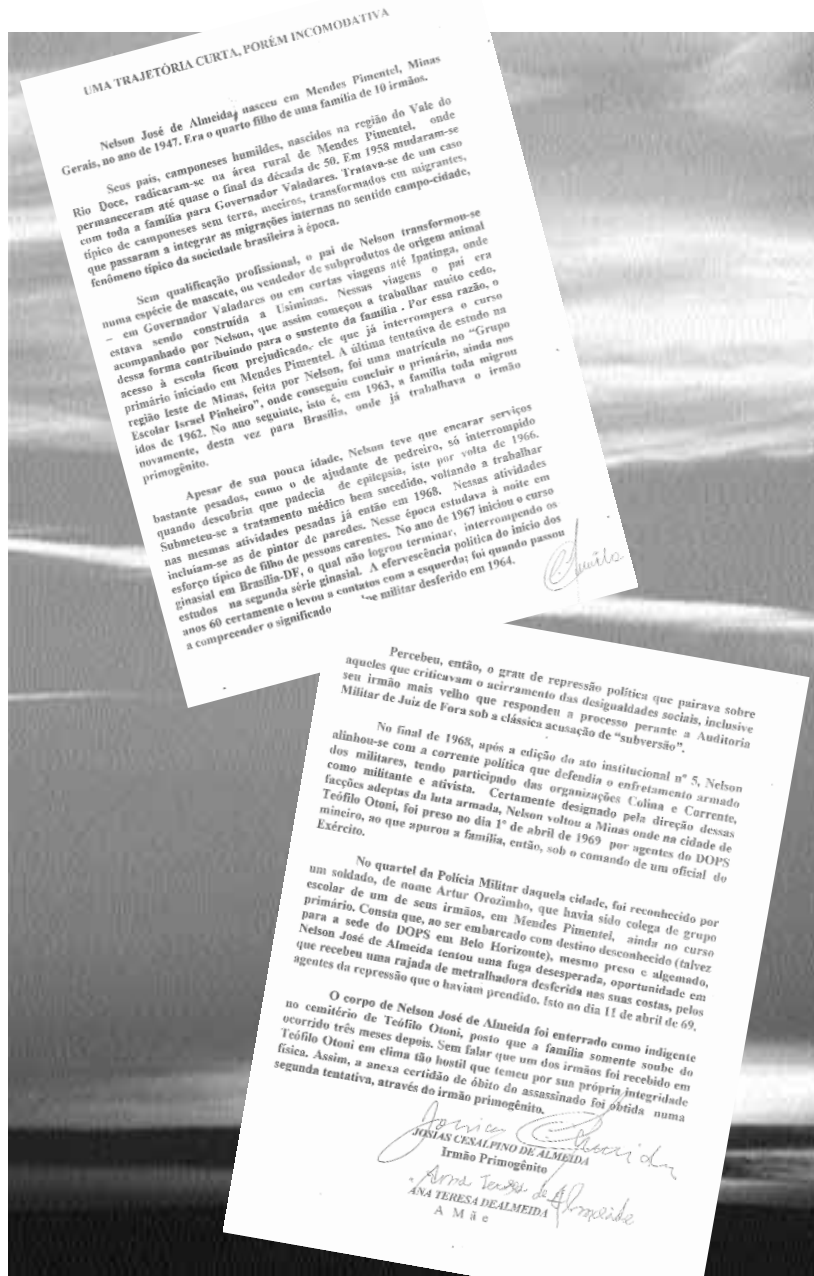 UMA TRAJETÓRIA CURTA, PORÉM INCOMODATIVA
Nelson José de Almeida, nasceu em Mendes Pimentel, Minas
Gerais, no ano de 1947. Era o quarto filho de uma família de 10 irmãos.
Seus pais, camponeses humildes, nascidos na região do Vale do
Rio Doce, radicaram-se na área rural de Mendes Pimentel, onde
permaneceram até quase o final da década de 50. Em 1958 mudaram-se
com toda a família para Governador Valadares. Tratava-se de um caso
típico de camponeses sem terra, meeiros, transformados em migrantes,
que passaram a integrar as migrações internas no sentido campo-cidade,
fenômeno típico da sociedade brasileira à época.
Sem qualificação profissional, o pai de Nelson transformou-se
numa espécie de mascate, ou vendedor de subprodutos de origem animal
– em Governador Valadares ou em curtas viagens até Ipatinga, onde
estava sendo construída a Usiminas. Nessas viagens o pai era
acompanhado por Nelson, que assim começou a trabalhar muito cedo,
dessa forma contribuindo para o sustento da família . Por essa razão, o
acesso à escola ficou prejudicado, ele que já interrompera o curso
primário iniciado em Mendes Pimentel. A última tentativa de estudo na
região leste de Minas, feita por Nelson, foi uma matrícula no “Grupo
Escolar Israel Pinheiro”, onde conseguiu concluir o primário, ainda nos
idos de 1962. No ano seguinte, isto é, em 1963, a família toda migrou
novamente, desta vez para Brasília, onde já trabalhava o irmão
primogênito.
Apesar de sua pouca idade, Nelson teve que encarar serviços
bastante pesados, como o de ajudante de pedreiro, só interrompido
quando descobriu que padecia de epilepsia, isto por volta de 1966.
Submeteu-se a tratamento médico bem sucedido, voltando a trabalhar
nas mesmas atividades pesadas já então em 1968. Nessas atividades
incluiam-se as de pintor de paredes. Nesse época estudava à noite em
esforço típico de filho de pessoas carentes. No ano de 1967 iniciou o curso
ginasial em Brasília-DF, o qual não logrou terminar, interrompendo os
estudos na segunda série ginasial. A efervescência política do início dos
anos 60 certamente o levou a contatos com a esquerda; foi quando passou
a compreender o significado militar desferido em 1964.
Percebeu, então, o grau de repressão política que pairava sobre
aqueles que criticavam o acirramento das desigualdades sociais, inclusive
seu irmão mais velho que respondeu a processo perante a Auditoria
Militar de Juiz de Fora sob a clássica acusação de “subversão”.
No final de 1968, após a edição do ato institucional nº 5, Nelson
alinhou-se com a corrente política que defendia o enfretamento armado
dos militares, tendo participado das organizações Colina e Corrente,
como militante e ativista. Certamente designado pela direção dessas
facções adeptas da luta armada, Nelson voltou a Minas onde na cidade de
Teófilo Otoni, foi preso no dia 1º de abril de 1969 por agentes do DOPS
mineiro, ao que apurou a família, então, sob o comando de um oficial do
Exército.
No quartel da Polícia Militar daquela cidade, foi reconhecido por
um soldado, de nome Artur Orozimbo, que havia sido colega de grupo
escolar de um de seus irmãos, em Mendes Pimentel, ainda no curso
primário. Consta que, ao ser embarcado com destino desconhecido (talvez
para a sede do DOPS em Belo Horizonte), mesmo preso e algemado,
Nelson José de Almeida tentou uma fuga desesperada, oportunidade em
que recebeu uma rajada de metralhadora desferida nas suas costas, pelos
agentes da repressão que o haviam prendido. Isto no dia 11 de abril de 69.
O corpo de Nelson José de Almeida foi enterrado como indigente
no cemitério de Teófilo Otoni, posto que a família somente soube do
ocorrido três meses depois. Sem falar que um dos irmãos foi recebido em
Teófilo Otoni em clima tão hostil que temeu por sua própria integridade
física. Assim, a anexa certidão de óbito do assassinado foi óbtida numa
segunda tentativa, através do irmão primogênito.
JOSIAS CESALPINO DE ALMEIDA
Irmão Primogênito
Ana Teresa de Almeida
ANA TERESA DEALMEIDA
A Mãe